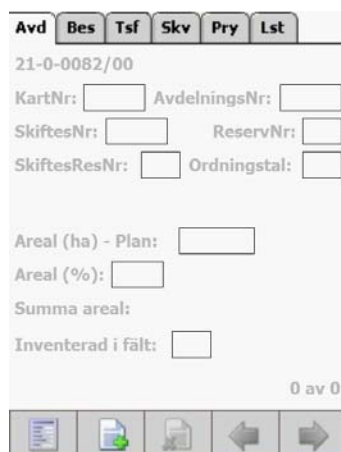 Avd Bes Tsf Skv Pry Lst
21-0-0082/00
KartNr: AvdelningsNr:
SkiftesNr: ReservNr:
SkiftesResNr: Ordningstal:
Areal (ha) - Plan:
Areal (%):
Summa areal:
Inventerad i fält:
0 av 0